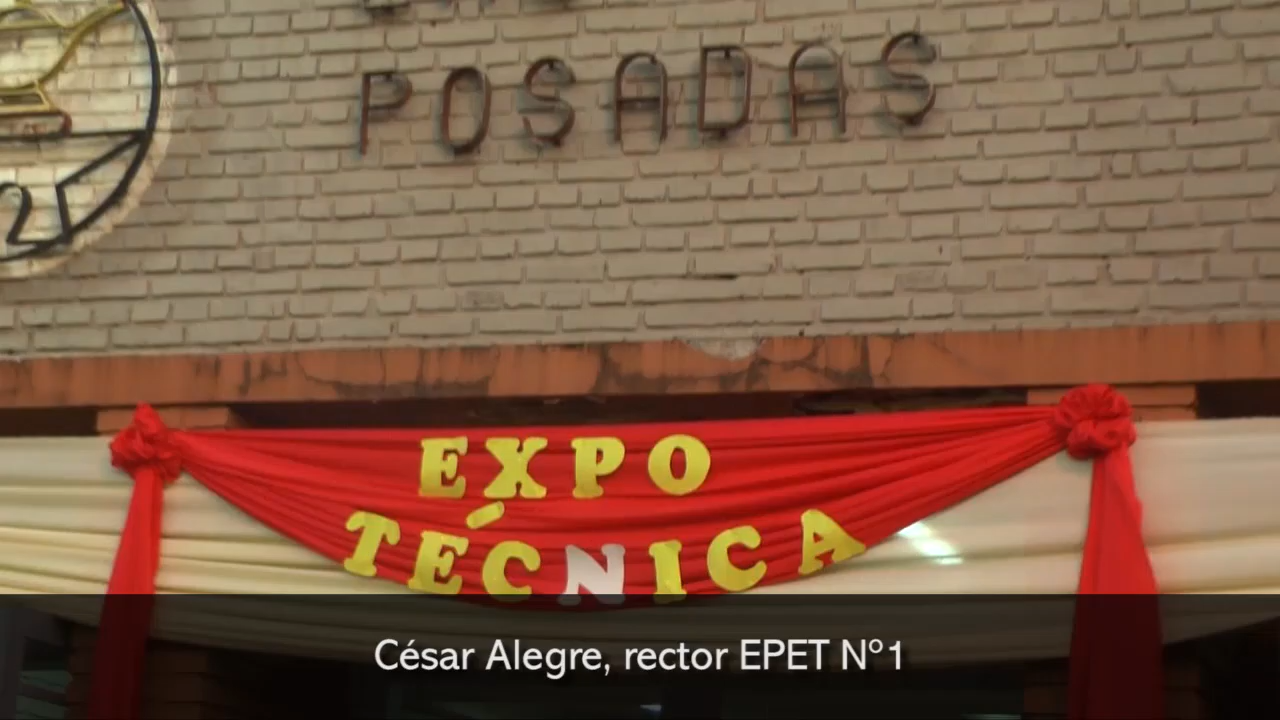 POSADAS
EXPO
TÉCNICA
César Alegre, rector EPET N°1